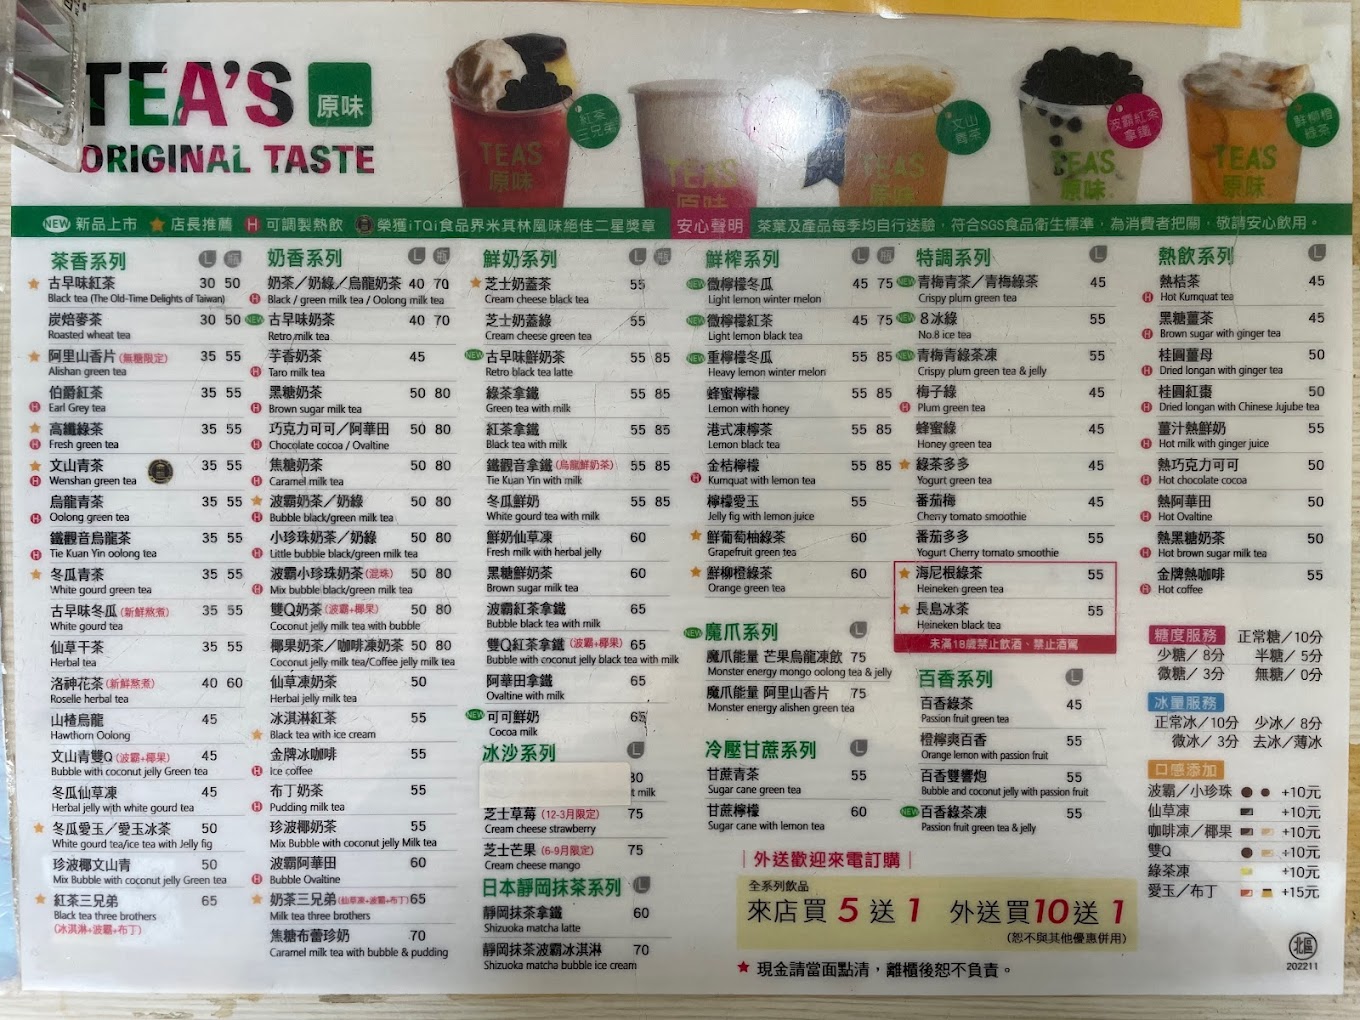 TEA'S 原味
ORIGINAL TASTE
紅茶三兄弟
文山青茶
波霸紅茶拿鐵
鮮柳橙綠茶
TEA'S 原味
TEA'S 原味
TEA'S 原味
TEA'S 原味
TEA'S 原味
NEW 新品上市 ★ 店長推薦 H 可調製熱飲 榮獲iTQi食品界米其林風味絕佳二星獎章 安心聲明 茶葉及產品每季均自行送驗,符合SGS食品衛生標準,為消費者把關,敬請安心飲用。
茶香系列 L 瓶
★ 古早味紅茶 30 50
Black tea (The Old-Time Delights of Taiwan)
炭焙麥茶 30 50
Roasted wheat tea
★ 阿里山香片 (無糖限定) 35 55
Alishan green tea
伯爵紅茶 35 55
H Earl Grey tea
★ 高纖綠茶 35 55
H Fresh green tea
★ 文山青茶 35 55
H Wenshan green tea
烏龍青茶 35 55
H Oolong green tea
鐵觀音烏龍茶 35 55
H Tie Kuan Yin oolong tea
★ 冬瓜青茶 35 55
White gourd green tea
古早味冬瓜 (新鮮熬煮) 35 55
White gourd tea
仙草干茶 35 55
Herbal tea
洛神花茶 (新鮮熬煮) 40 60
Roselle herbal tea
山楂烏龍 45
Hawthiorn Oolong
文山青雙Q (波霸+椰果) 45
Bubble with coconut jelly Green tea
冬瓜仙草凍 45
Herbal jelly with white gourd tea
★ 冬瓜愛玉/愛玉冰茶 50
White gourd tea/ice tea with Jelly fig
珍波椰文山青 50
Mix Bubble with coconut jelly Green tea
★ 紅茶三兄弟 65
Black tea three brothers
(冰淇淋+波霸+布丁)
奶香系列 L 瓶
奶茶/奶綠/烏龍奶茶 40 70
H Black / green milk tea / Oolong milk tea
NEW 古早味奶茶 40 70
Retro milk tea
芋香奶茶 45
H Taro milk tea
黑糖奶茶 50 80
H Brown sugar milk tea
巧克力可可/阿華田 50 80
H Chocolate cocoa / Ovaltine
焦糖奶茶 50 80
H Caramel milk tea
★ 波霸奶茶/奶綠 50 80
H Bubble black/green milk tea
小珍珠奶茶/奶綠 50 80
H Little bubble black/green milk tea
波霸小珍珠奶茶 (混珠) 50 80
H Mix bubble black/green milk tea
雙Q奶茶 (波霸+椰果) 50 80
Coconut jelly milk tea with bubble
椰果奶茶/咖啡凍奶茶 50 80
Coconut jelly milk tea/Coffee jelly milk tea
仙草凍奶茶 50
Herbal jelly milk tea
冰淇淋紅茶 55
★ Black tea with ice cream
金牌冰咖啡 55
H Ice coffee
布丁奶茶 55
H Pudding milk tea
珍波椰奶茶 55
Mix Bubble with coconut jelly Milk tea
波霸阿華田 60
H Bubble Ovaltine
★ 奶茶三兄弟 (仙草凍+波霸+布丁) 65
Milk tea three brothers
焦糖布蕾珍奶 70
Caramel milk tea with bubble & pudding
鮮奶系列 L 瓶
★ 芝士奶蓋茶 55
Cream cheese black tea
芝士奶蓋綠 55
Cream cheese green tea
NEW 古早味鮮奶茶 55 85
Retro black tea latte
綠茶拿鐵 55 85
Green tea with milk
紅茶拿鐵 55 85
Black tea with milk
鐵觀音拿鐵 (烏龍鮮奶茶) 55 85
Tie Kuan Yin with milk
冬瓜鮮奶 55 85
White gourd tea with milk
鮮奶仙草凍 60
Fresh milk with herbal jelly
黑糖鮮奶茶 60
Brown sugar milk tea
波霸紅茶拿鐵 65
Bubble black tea with milk
雙Q紅茶拿鐵 (波霸+椰果) 65
Bubble with coconut jelly black tea with milk
阿華田拿鐵 65
Ovaltine with milk
NEW 可可鮮奶 65
Cocoa milk
冰沙系列 L
t milk
芝士草莓 (12-3月限定) 75
Cream cheese strawberry
芝士芒果 (6-9月限定) 75
Cream cheese mango
日本靜岡抹茶系列 L
靜岡抹茶拿鐵 60
Shizuoka matcha latte
靜岡抹茶波霸冰淇淋 70
Shizuoka matcha bubble ice cream
鮮榨系列 L 瓶
NEW 微檸檬冬瓜 45 75
Light lemon winter melon
NEW 微檸檬紅茶 45 75
Light lemon black tea
NEW 重檸檬冬瓜 55 85
Heavy lemon winter melon
蜂蜜檸檬 55 85
Lemon with honey
港式凍檸茶 55 85
Lemon black tea
金桔檸檬 55 85
H Kumquat with lemon tea
檸檬愛玉 55
Jelly fig with lemon juice
★ 鮮葡萄柚綠茶 60
Grapefruit green tea
★ 鮮柳橙綠茶 60
Orange green tea
NEW 魔爪系列 L
魔爪能量 芒果烏龍凍飲 75
Monster energy mongo oolong tea & jelly
魔爪能量 阿里山香片 75
Monster energy alishen green tea
冷壓甘蔗系列 L
甘蔗青茶 55
Sugar cane green tea
甘蔗檸檬 60
Sugar cane with lemon tea
特調系列 L
NEW 青梅青茶/青梅綠茶 45
Crispy plum green tea
NEW 8冰綠 55
No.8 ice tea
NEW 青梅青綠茶凍 55
Crispy plum green tea & jelly
梅子綠 45
H Plum green tea
蜂蜜綠 45
Honey green tea
★ 綠茶多多 45
Yogurt green tea
番茄梅 45
Cherry tomato smoothie
番茄多多 55
Yogurt Cherry tomato smoothie
★ 海尼根綠茶 55
Heineken green tea
★ 長島冰茶 55
Heineken black tea
未滿18歲禁止飲酒、禁止酒駕
百香系列 L
百香綠茶 45
Passion fruit green tea
橙檸爽百香 55
Orange lemon with passion fruit
百香雙響炮 55
Bubble and coconut jelly with passion fruit
NEW 百香綠茶凍 55
Passion fruit green tea & jelly
熱飲系列 L
熱桔茶 45
H Hot Kumquat tea
黑糖薑茶 45
H Brown sugar with ginger tea
桂圓薑母 50
H Dried longan with ginger tea
桂圓紅棗 50
H Dried longan with Chinese Jujube tea
薑汁熱鮮奶 55
H Hot milk with ginger juice
熱巧克力可可 50
H Hot chocolate cocoa
熱阿華田 50
H Hot Ovaltine
熱黑糖奶茶 50
H Hot brown sugar milk tea
金牌熱咖啡 55
H Hot coffee
糖度服務 正常糖/10分
少糖/8分 半糖/5分
微糖/3分 無糖/0分
冰量服務
正常冰/10分 少冰/8分
微冰/3分 去冰/薄冰
口感添加
波霸/小珍珠 +10元
仙草凍 +10元
咖啡凍/椰果 +10元
雙Q +10元
綠茶凍 +10元
愛玉/布丁 +15元
|外送歡迎來電訂購|
全系列飲品
來店買5送1 外送買10送1
(恕不與其他優惠併用)
★ 現金請當面點清,離櫃後恕不負責。
北區
202211